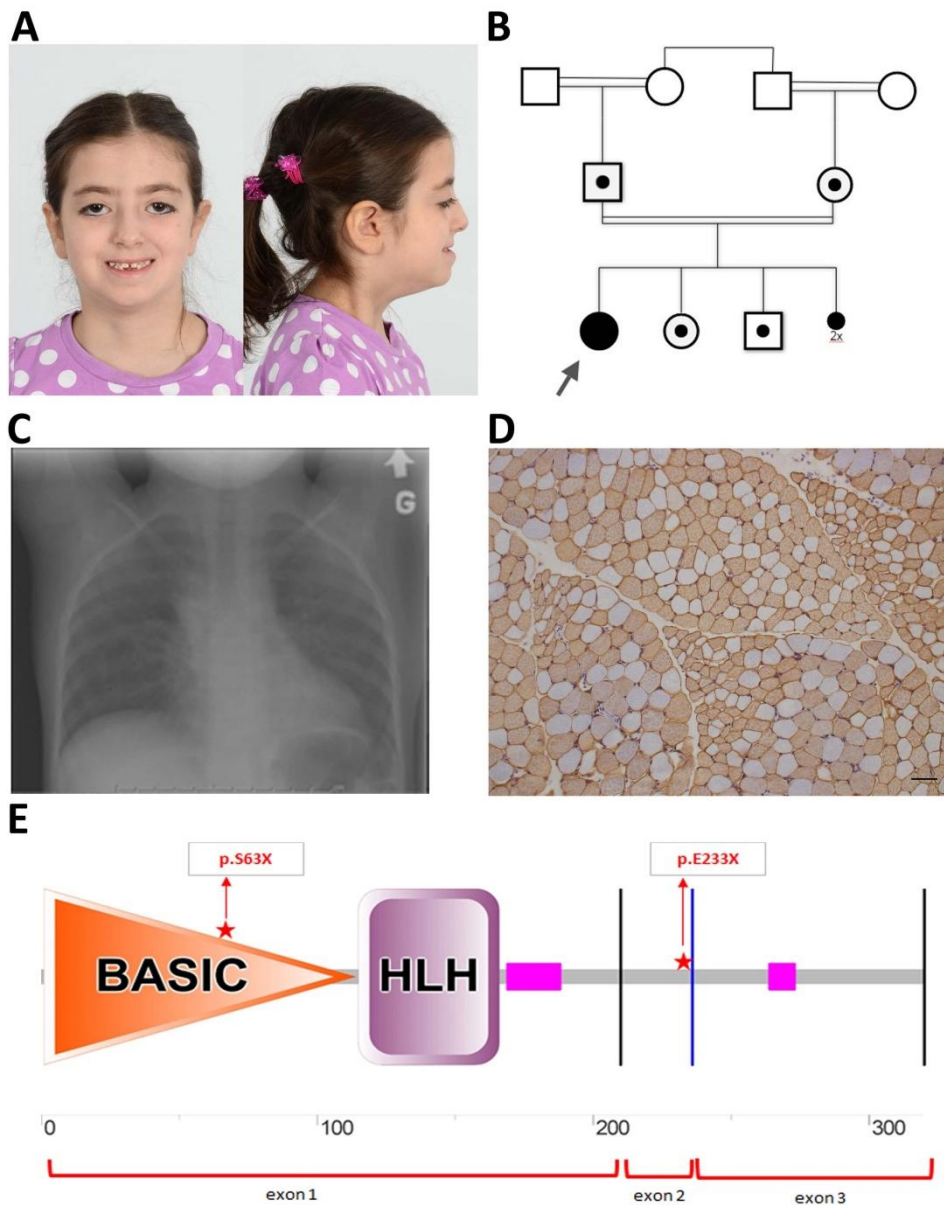 A
B
2x
C
G
D
E
p.S63X
p.E233X
BASIC
HLH
0
100
200
300
exon 1
exon 2
exon 3